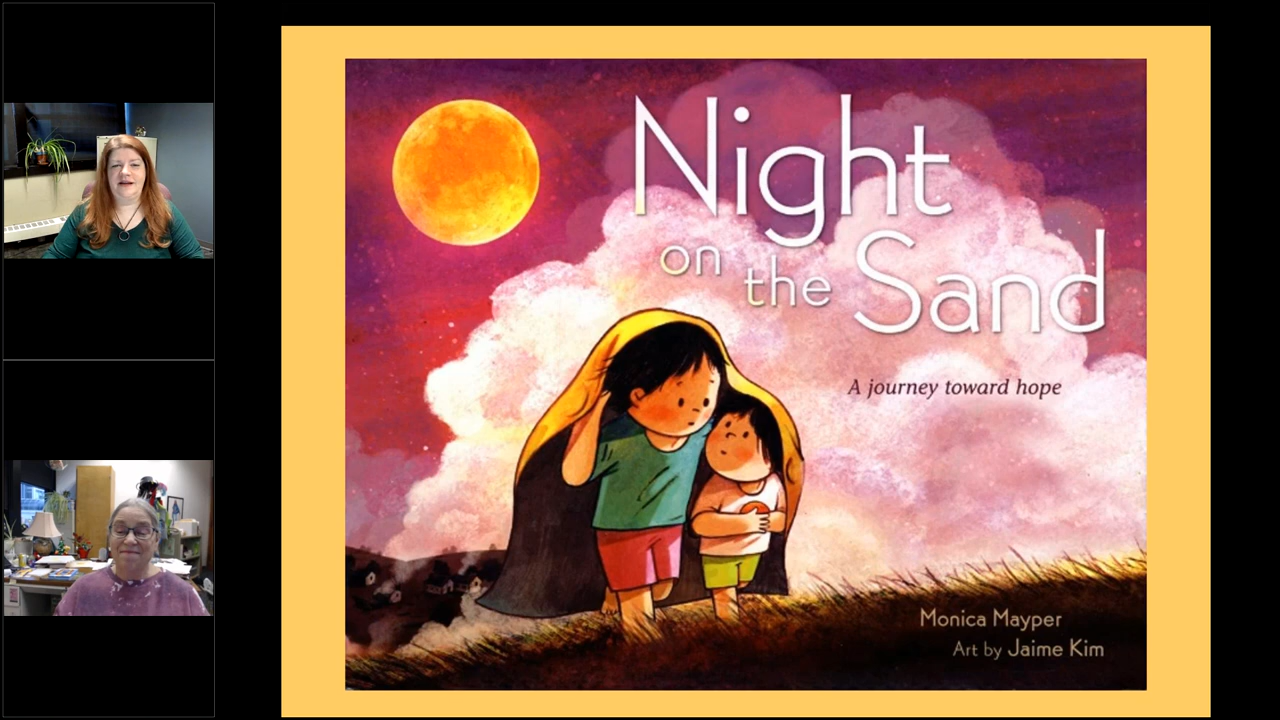 Night
on the Sand
A journey toward hope
Monica Mayper
Art by Jaime Kim